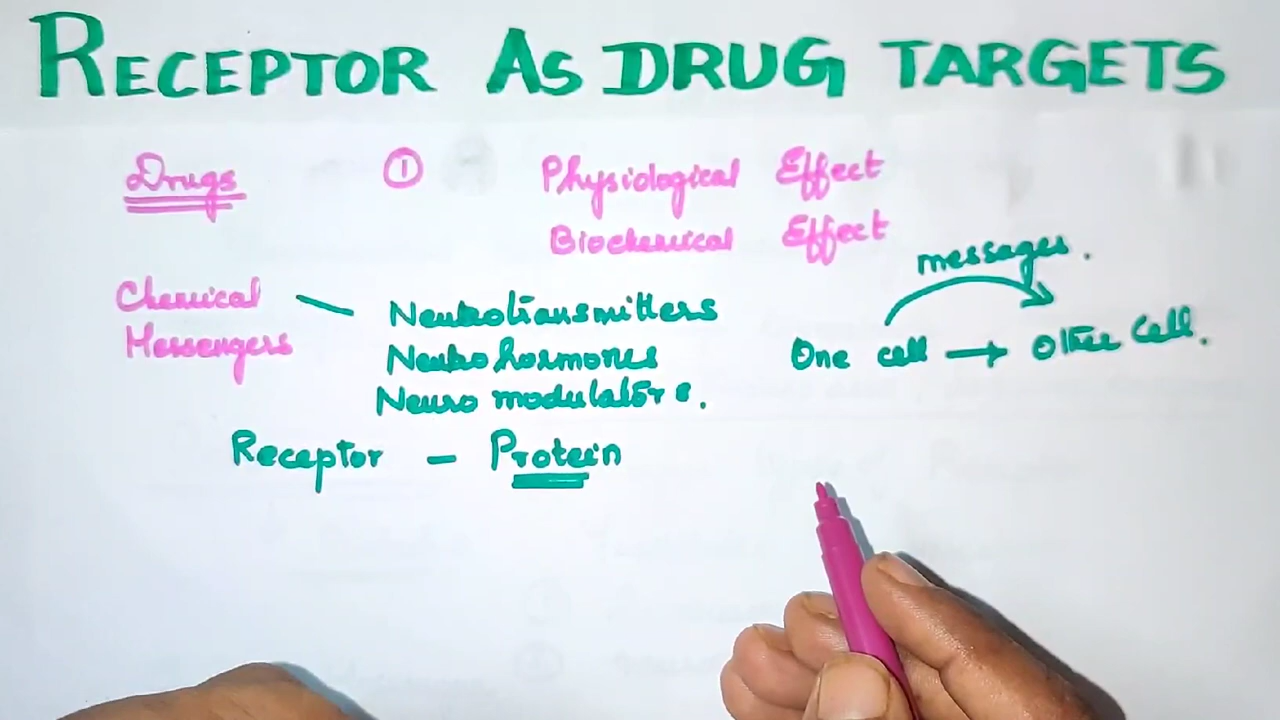 RECEPTOR AS DRUG TARGETS
Drugs ① Physiological Effect
Biochemical Effect
messages.
Chemical Messengers
Neurotransmitters
Neurohormones
Neuro modulators.
One cell → Other Cell.
Receptor - Protein